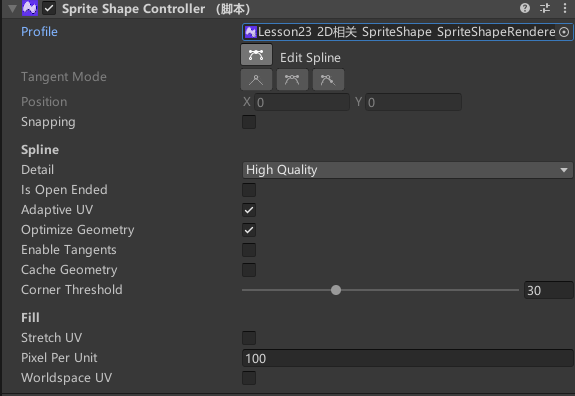 Sprite Shape Controller （脚本）
Profile Lesson23 2D相关 SpriteShape SpriteShapeRendere
Edit Spline
Tangent Mode
Position X 0 Y 0
Snapping
Spline
Detail High Quality
Is Open Ended
Adaptive UV
Optimize Geometry
Enable Tangents
Cache Geometry
Corner Threshold 30
Fill
Stretch UV
Pixel Per Unit 100
Worldspace UV